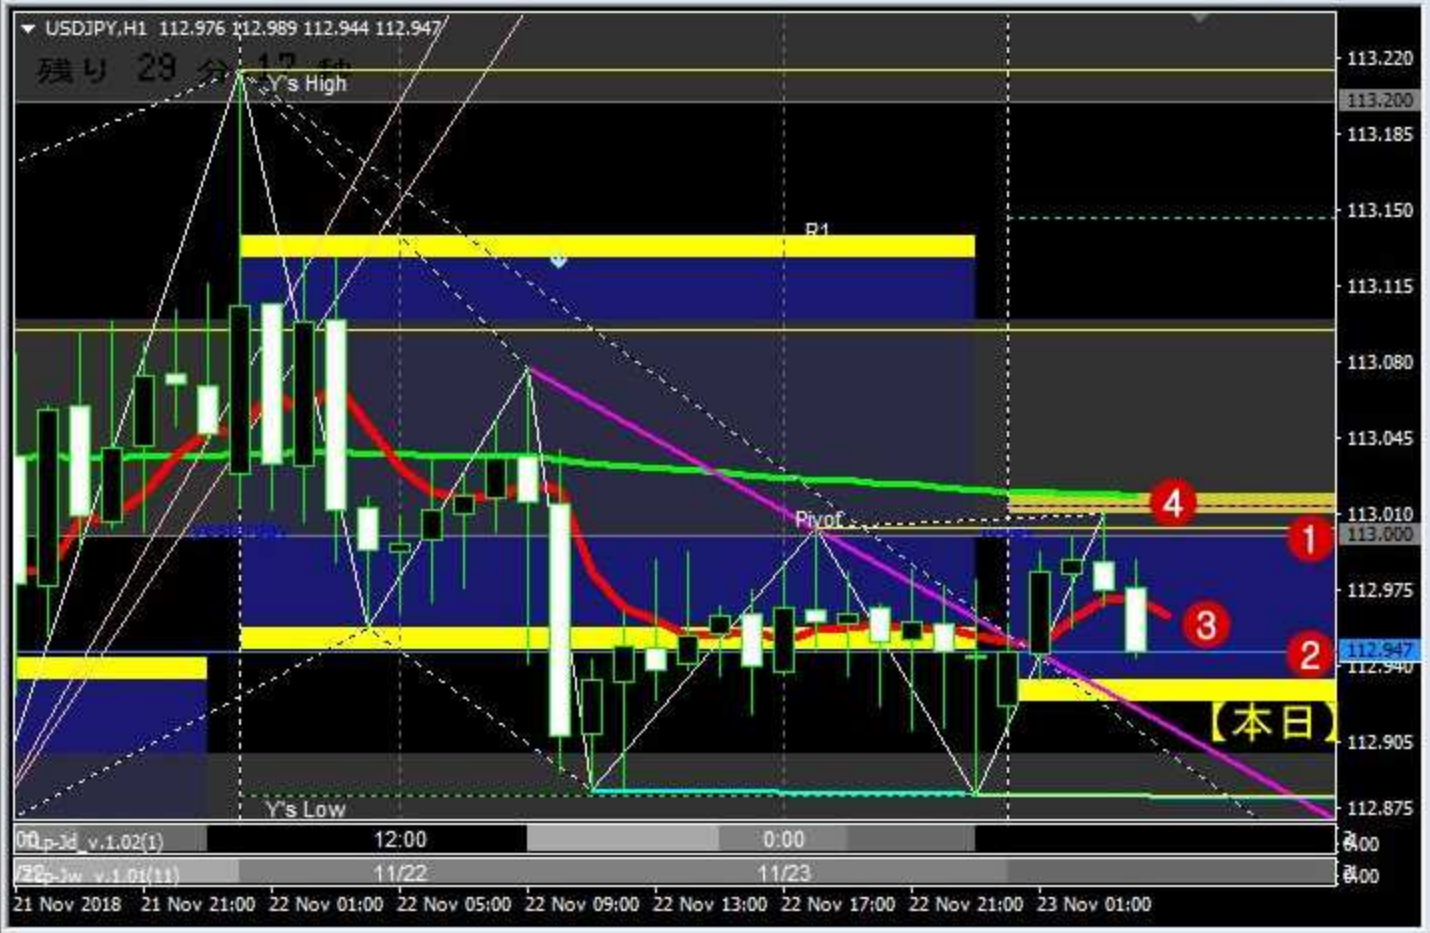 USDJPY,H1 112.976 112.989 112.944 112.947
残り 29 分 17 秒
Y's High
113.220
113.200
113.185
R1
113.150
113.115
113.080
113.045
4
113.010
Pivot
1
113.000
112.975
3
2
112.947
112.940
【本日】
112.905
Y's Low
112.875
12:00
0:00
11/22
11/23
21 Nov 2018
21 Nov 21:00
22 Nov 01:00
22 Nov 05:00
22 Nov 09:00
22 Nov 13:00
22 Nov 17:00
22 Nov 21:00
23 Nov 01:00